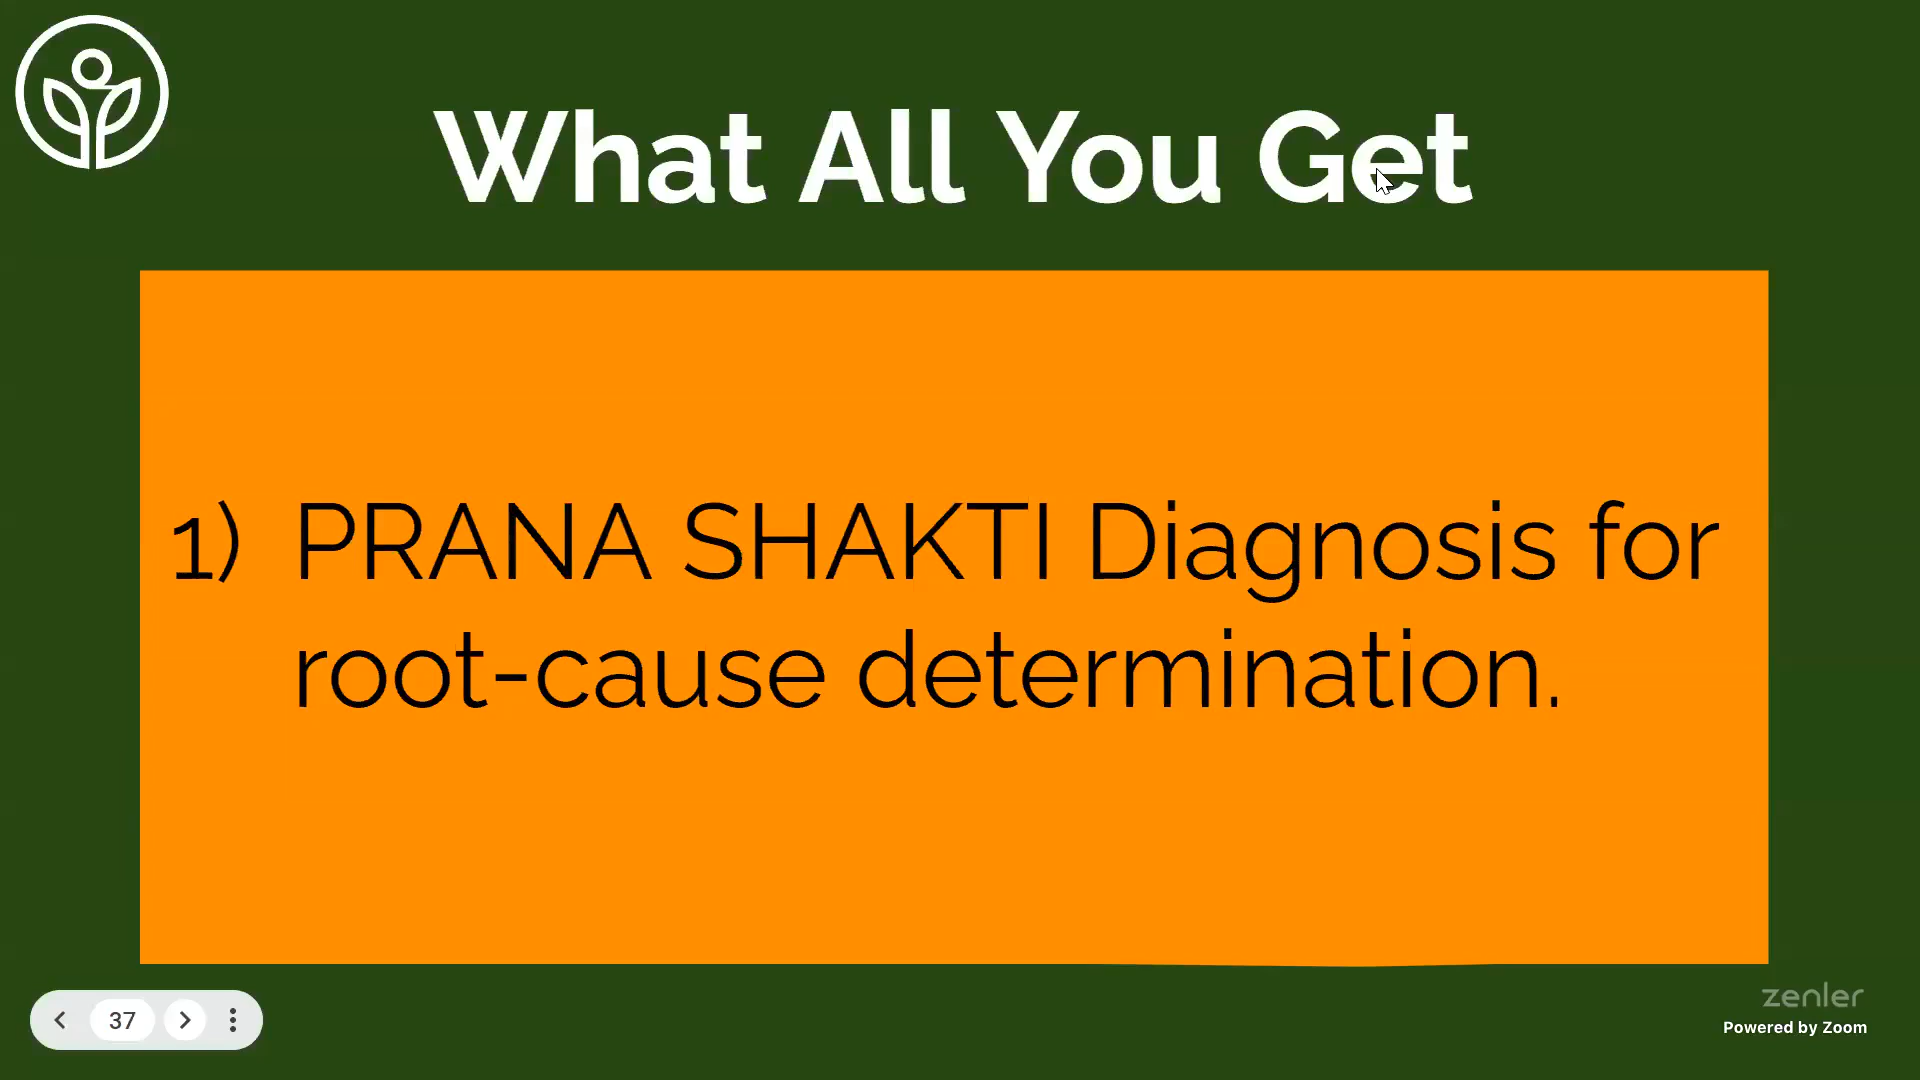 What All You Get
1) PRANA SHAKTI Diagnosis for
root-cause determination.
37
zenler
Powered by Zoom